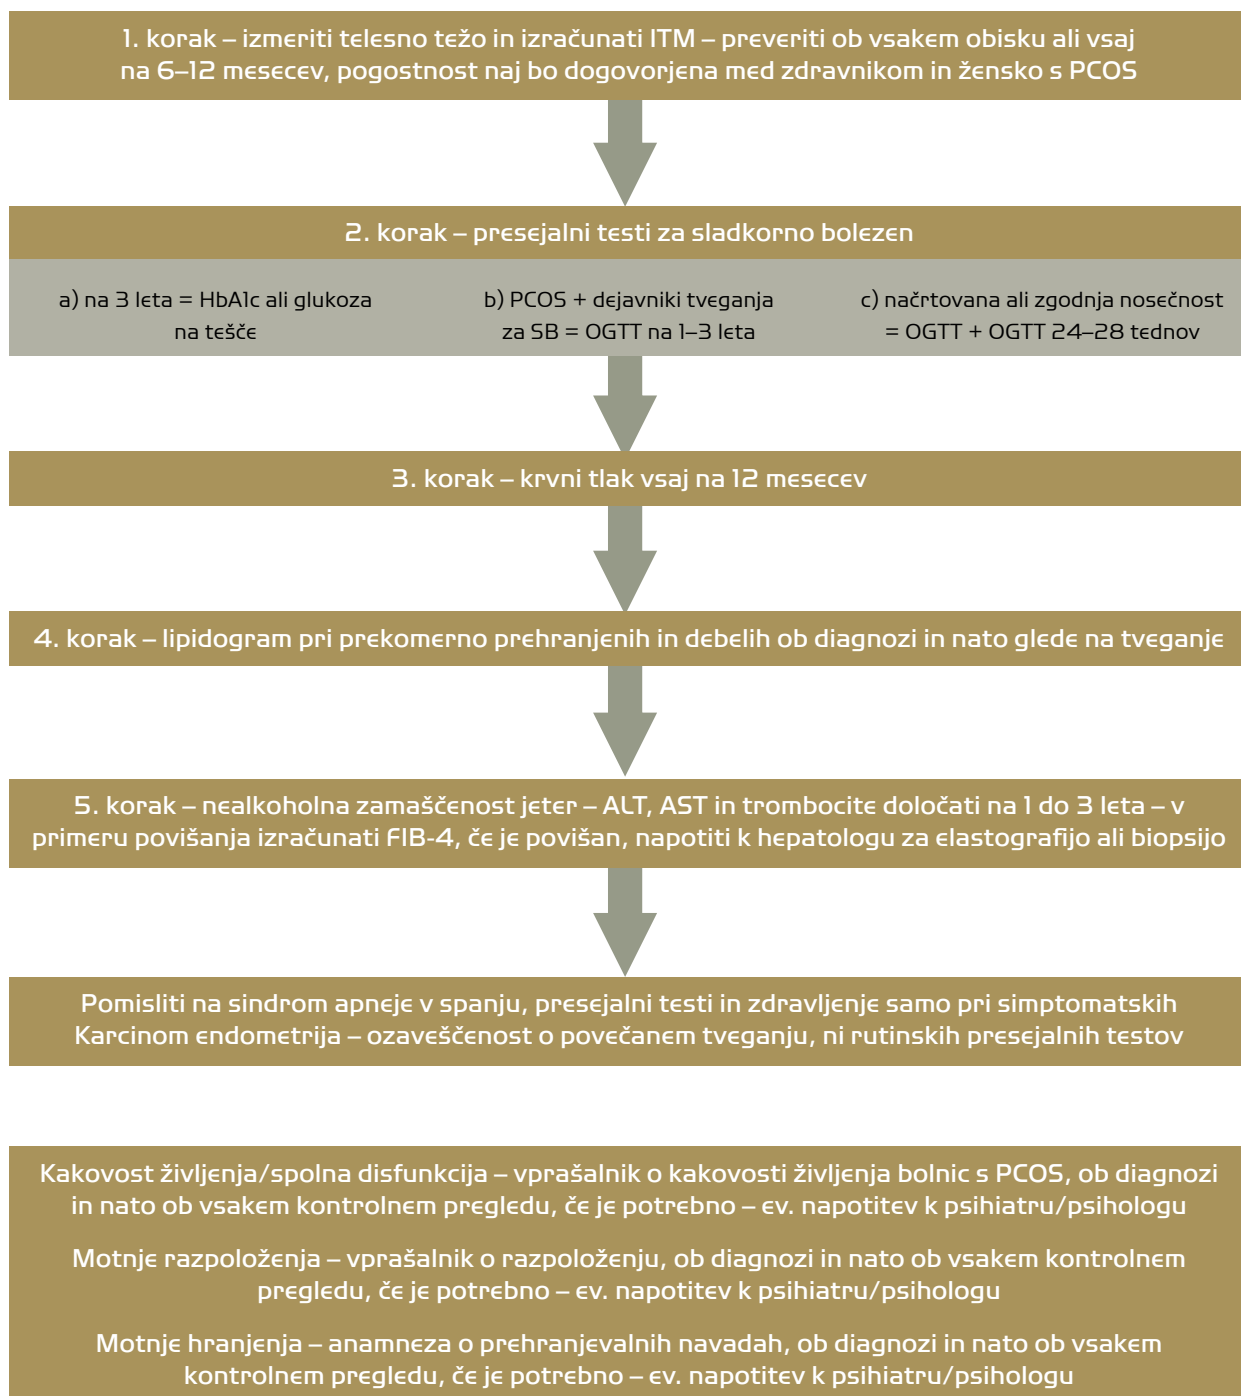 1. korak – izmeriti telesno težo in izračunati ITM – preveriti ob vsakem obisku ali vsaj
na 6–12 mesecev, pogostnost naj bo dogovorjena med zdravnikom in žensko s PCOS
2. korak – presejalni testi za sladkorno bolezen
a) na 3 leta = HbA1c ali glukoza
na tešče
b) PCOS + dejavniki tveganja
za SB = OGTT na 1–3 leta
c) načrtovana ali zgodnja nosečnost
= OGTT + OGTT 24–28 tednov
3. korak – krvni tlak vsaj na 12 mesecev
4. korak – lipidogram pri prekomerno prehranjenih in debelih ob diagnozi in nato glede na tveganje
5. korak – nealkoholna zamaščenost jeter – ALT, AST in trombocite določati na 1 do 3 leta – v
primeru povišanja izračunati FIB-4, če je povišan, napotiti k hepatologu za elastografijo ali biopsijo
Pomisliti na sindrom apneje v spanju, presejalni testi in zdravljenje samo pri simptomatskih
Karcinom endometrija – ozaveščenost o povečanem tveganju, ni rutinskih presejalnih testov
Kakovost življenja/spolna disfunkcija – vprašalnik o kakovosti življenja bolnic s PCOS, ob diagnozi
in nato ob vsakem kontrolnem pregledu, če je potrebno – ev. napotitev k psihiatru/psihologu
Motnje razpoloženja – vprašalnik o razpoloženju, ob diagnozi in nato ob vsakem kontrolnem
pregledu, če je potrebno – ev. napotitev k psihiatru/psihologu
Motnje hranjenja – anamneza o prehranjevalnih navadah, ob diagnozi in nato ob vsakem
kontrolnem pregledu, če je potrebno – ev. napotitev k psihiatru/psihologu